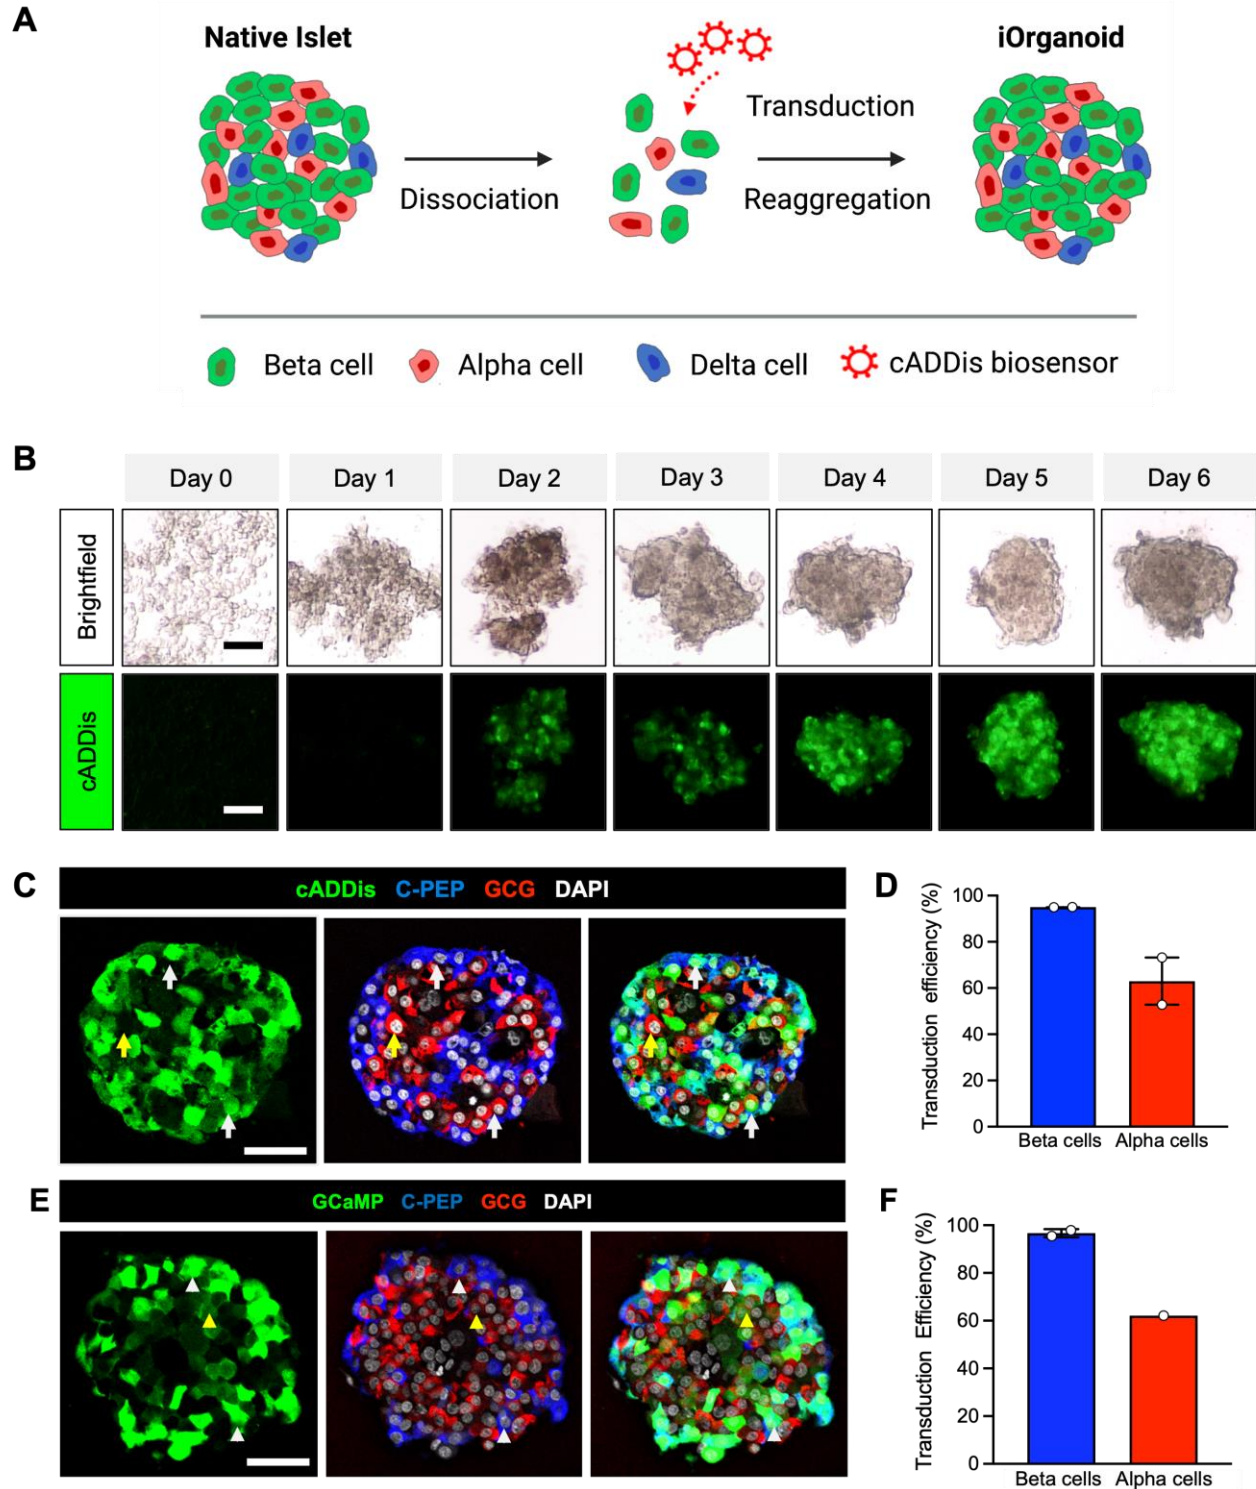 A
Native Islet
iOrganoid
Transduction
Dissociation
Reaggregation
Beta cell
Alpha cell
Delta cell
cADDis biosensor
B
Day 0 Day 1 Day 2 Day 3 Day 4 Day 5 Day 6
Brightfield
cADDis
C
cADDis C-PEP GCG DAPI
D
Transduction efficiency (%)
100
80
60
40
20
0
Beta cells Alpha cells
E
GCaMP C-PEP GCG DAPI
F
Transduction Efficiency (%)
100
80
60
40
20
0
Beta cells Alpha cells